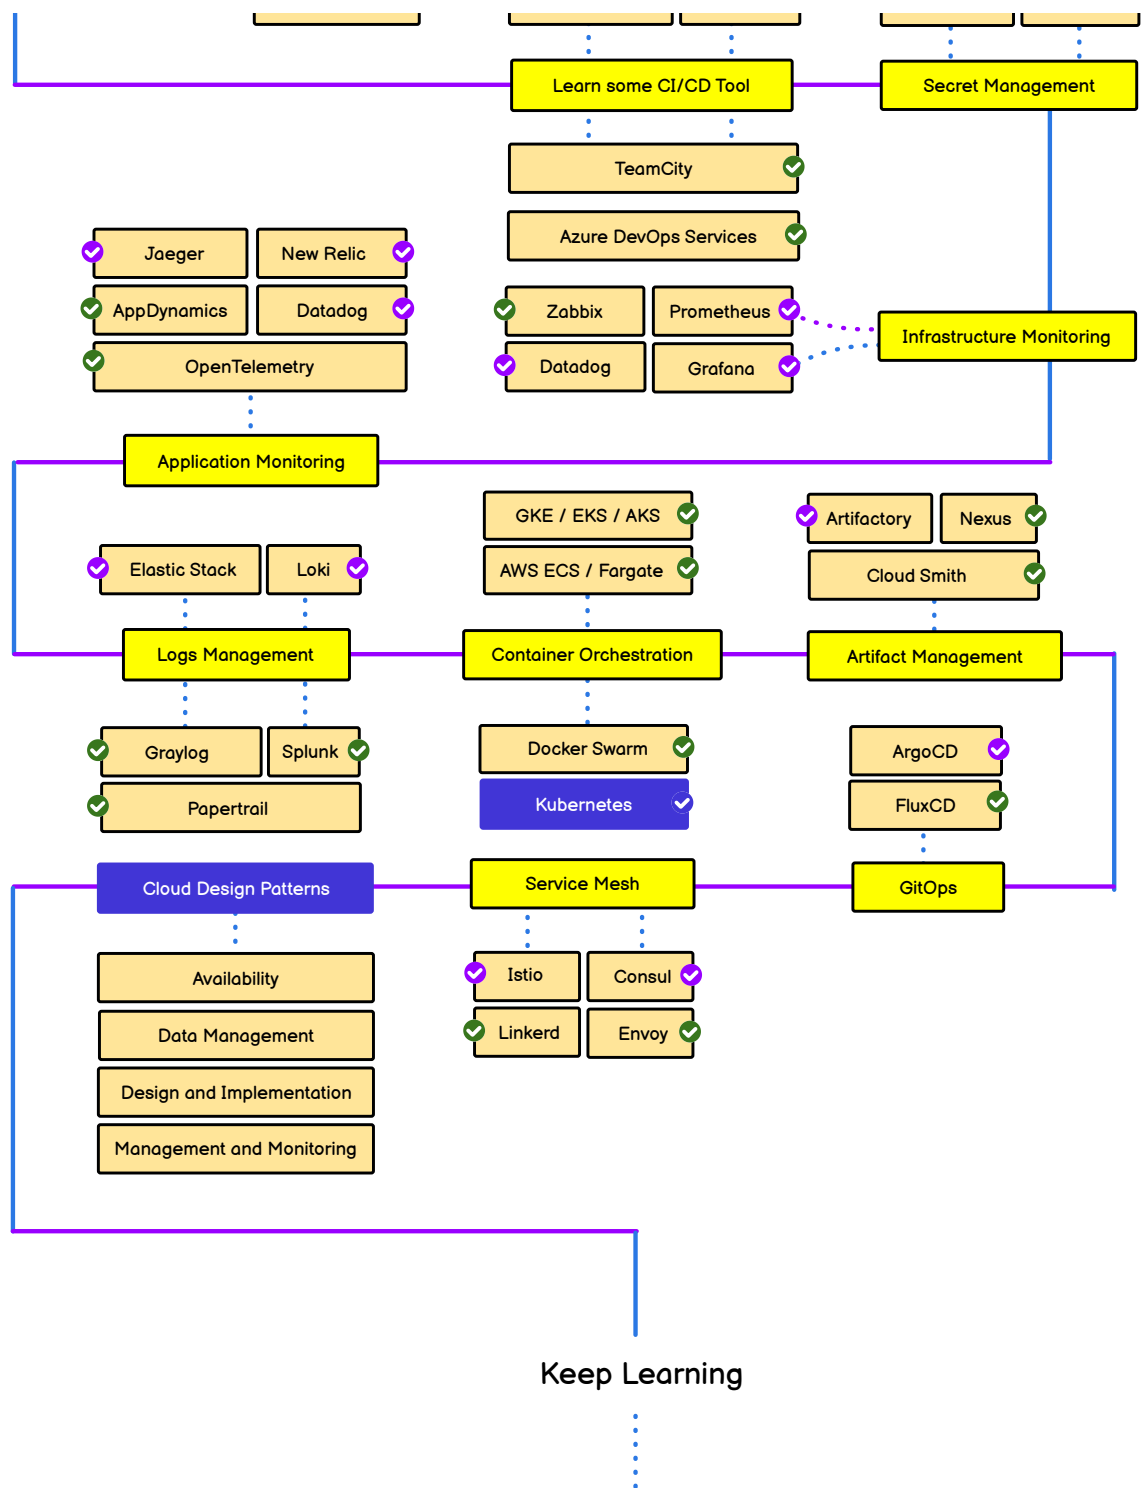 Learn some CI/CD Tool
Secret Management
TeamCity
Azure DevOps Services
Jaeger
New Relic
AppDynamics
Datadog
OpenTelemetry
Zabbix
Prometheus
Datadog
Grafana
Infrastructure Monitoring
Application Monitoring
GKE / EKS / AKS
AWS ECS / Fargate
Artifactory
Nexus
Cloud Smith
Elastic Stack
Loki
Logs Management
Container Orchestration
Artifact Management
Graylog
Splunk
Papertrail
Docker Swarm
Kubernetes
ArgoCD
FluxCD
Cloud Design Patterns
Service Mesh
GitOps
Availability
Data Management
Design and Implementation
Management and Monitoring
Istio
Consul
Linkerd
Envoy
Keep Learning